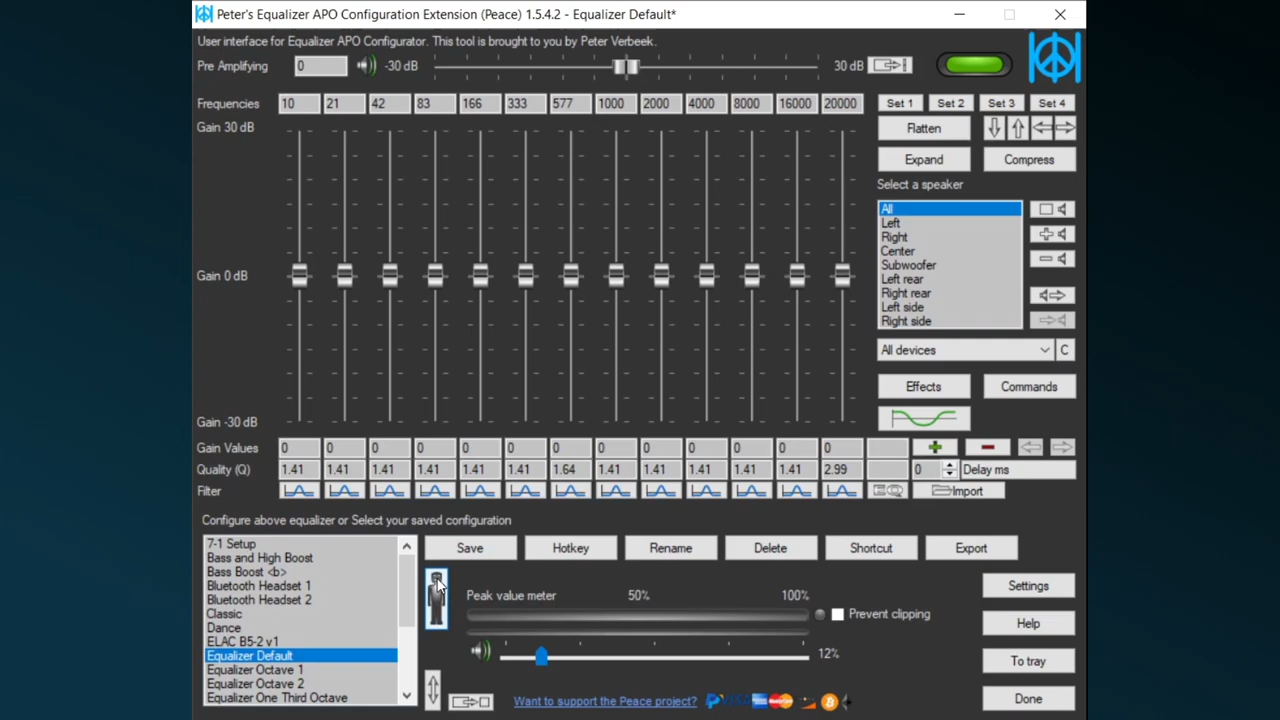 Peter's Equalizer APO Configuration Extension (Peace) 1.5.4.2 - Equalizer Default*
User interface for Equalizer APO Configurator. This tool is brought to you by Peter Verbeek.
Pre Amplifying 0 -30 dB 30 dB
Frequencies 10 21 42 83 166 333 577 1000 2000 4000 8000 16000 20000 Set 1 Set 2 Set 3 Set 4
Gain 30 dB Flatten
Expand Compress
Select a speaker
All
Left
Right
Center
Subwoofer
Left rear
Right rear
Left side
Right side
Gain 0 dB
All devices C
Effects Commands
Gain -30 dB
Gain Values 0 0 0 0 0 0 0 0 0 0 0 0 0
Quality (Q) 1.41 1.41 1.41 1.41 1.41 1.41 1.64 1.41 1.41 1.41 1.41 1.41 2.99 0 Delay ms
Filter Import
Configure above equalizer or Select your saved configuration
7-1 Setup
Bass and High Boost
Bass Boost <b>
Bluetooth Headset 1
Bluetooth Headset 2
Classic
Dance
ELAC B5-2 v1
Equalizer Default
Equalizer Octave 1
Equalizer Octave 2
Equalizer One Third Octave
Save Hotkey Rename Delete Shortcut Export
Peak value meter 50% 100%
Prevent clipping
12%
Settings
Help
To tray
Done
Want to support the Peace project? VISA